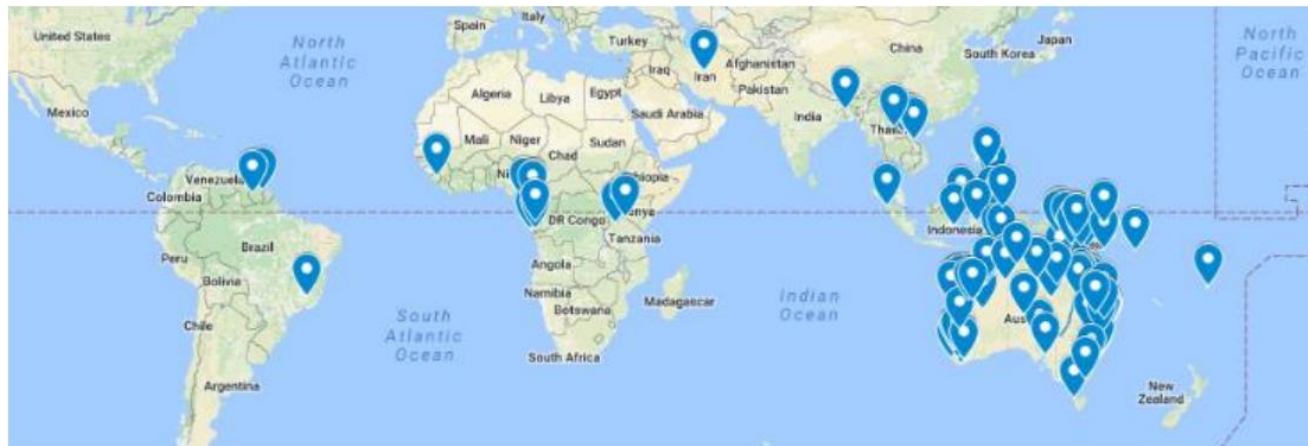 United States
Mexico
Venezuela
Colombia
Brazil
Peru
Bolivia
Chile
Argentina
North
Atlantic
Ocean
South
Atlantic
Ocean
Spain
Italy
Turkey
Algeria
Libya
Egypt
Iraq
Iran
Afghanistan
Pakistan
Saudi Arabia
Mali
Niger
Chad
Sudan
DR Congo
Tanzania
Angola
Namibia
Botswana
Madagascar
South Africa
India
China
South Korea
Japan
Indonesia
Indian
Ocean
North
Pacific
Ocean
New
Zealand